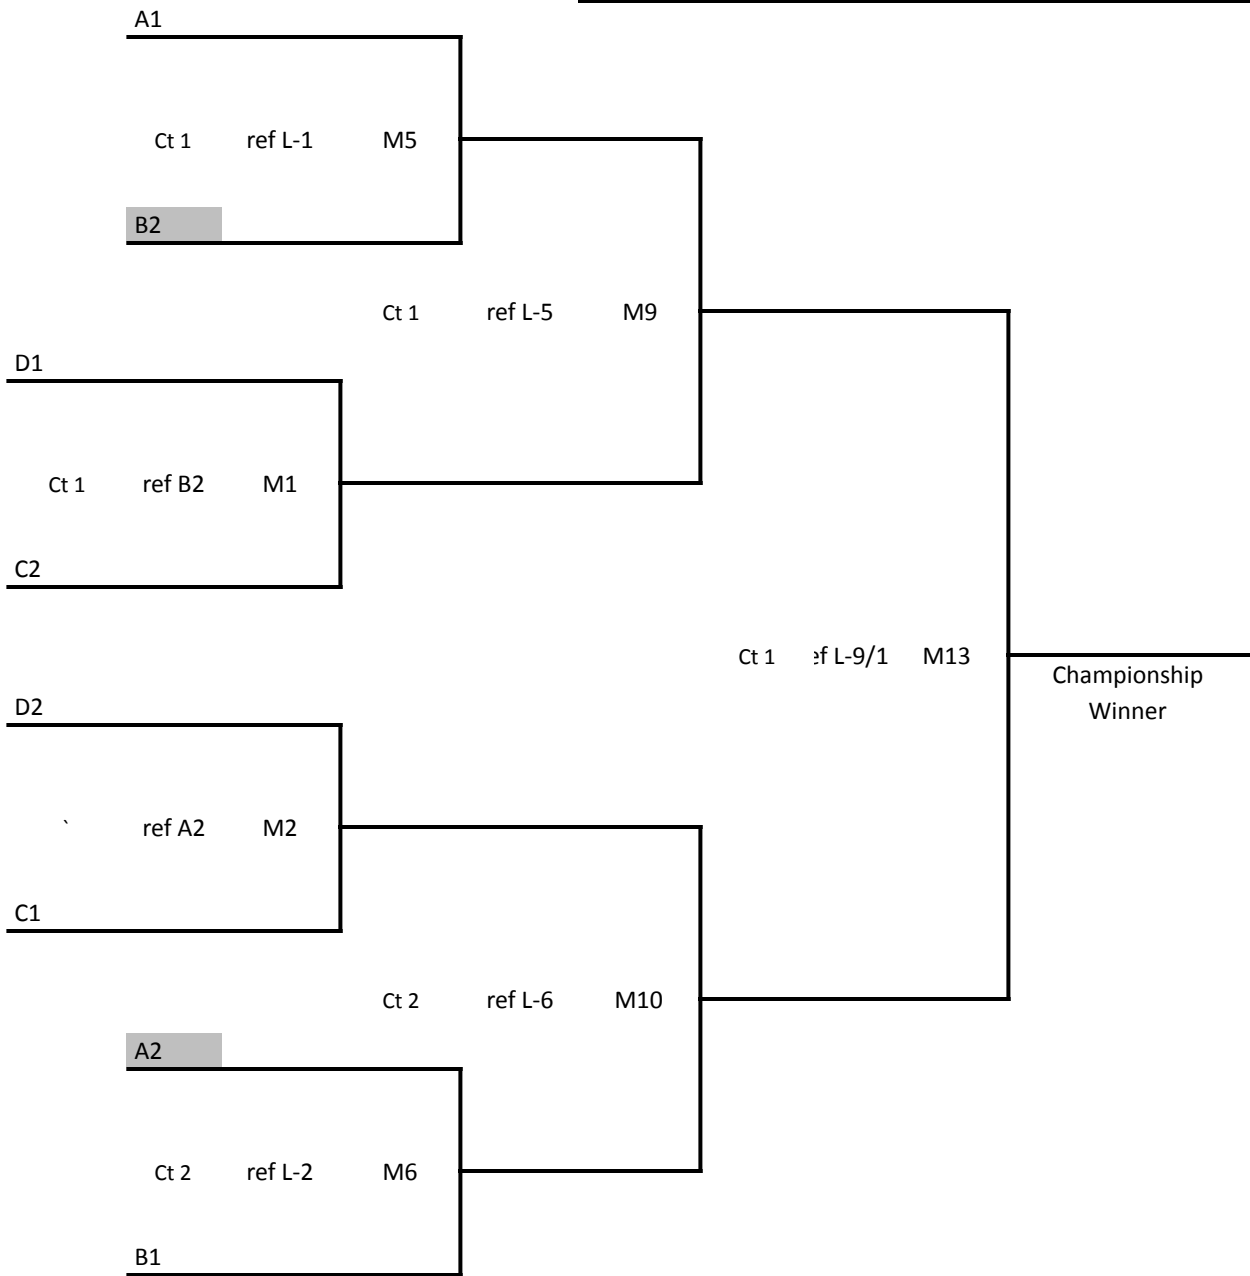 A1
Ct 1 ref L-1 M5
B2
Ct 1 ref L-5 M9
D1
Ct 1 ref B2 M1
C2
Ct 1 ef L-9/1 M13
Championship
Winner
D2
` ref A2 M2
C1
Ct 2 ref L-6 M10
A2
Ct 2 ref L-2 M6
B1